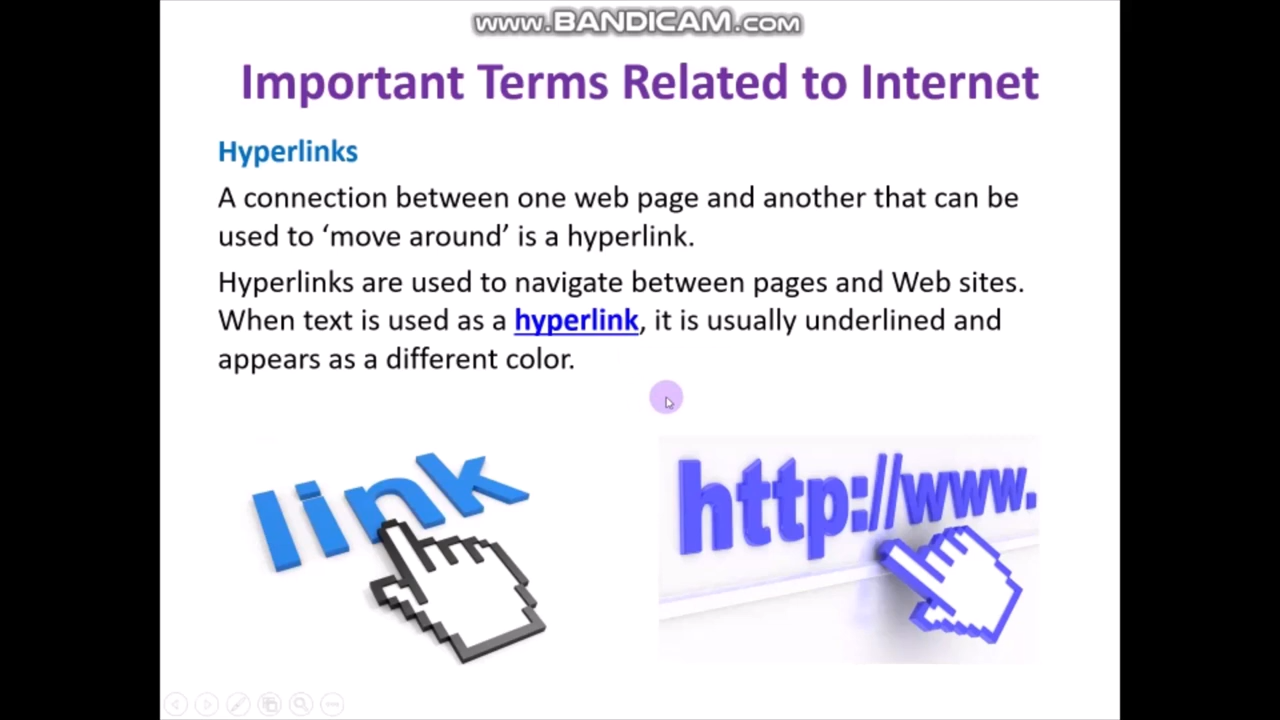 www.BANDICAM.com
Important Terms Related to Internet
Hyperlinks
A connection between one web page and another that can be
used to ‘move around’ is a hyperlink.
Hyperlinks are used to navigate between pages and Web sites.
When text is used as a hyperlink, it is usually underlined and
appears as a different color.
link
http://www.